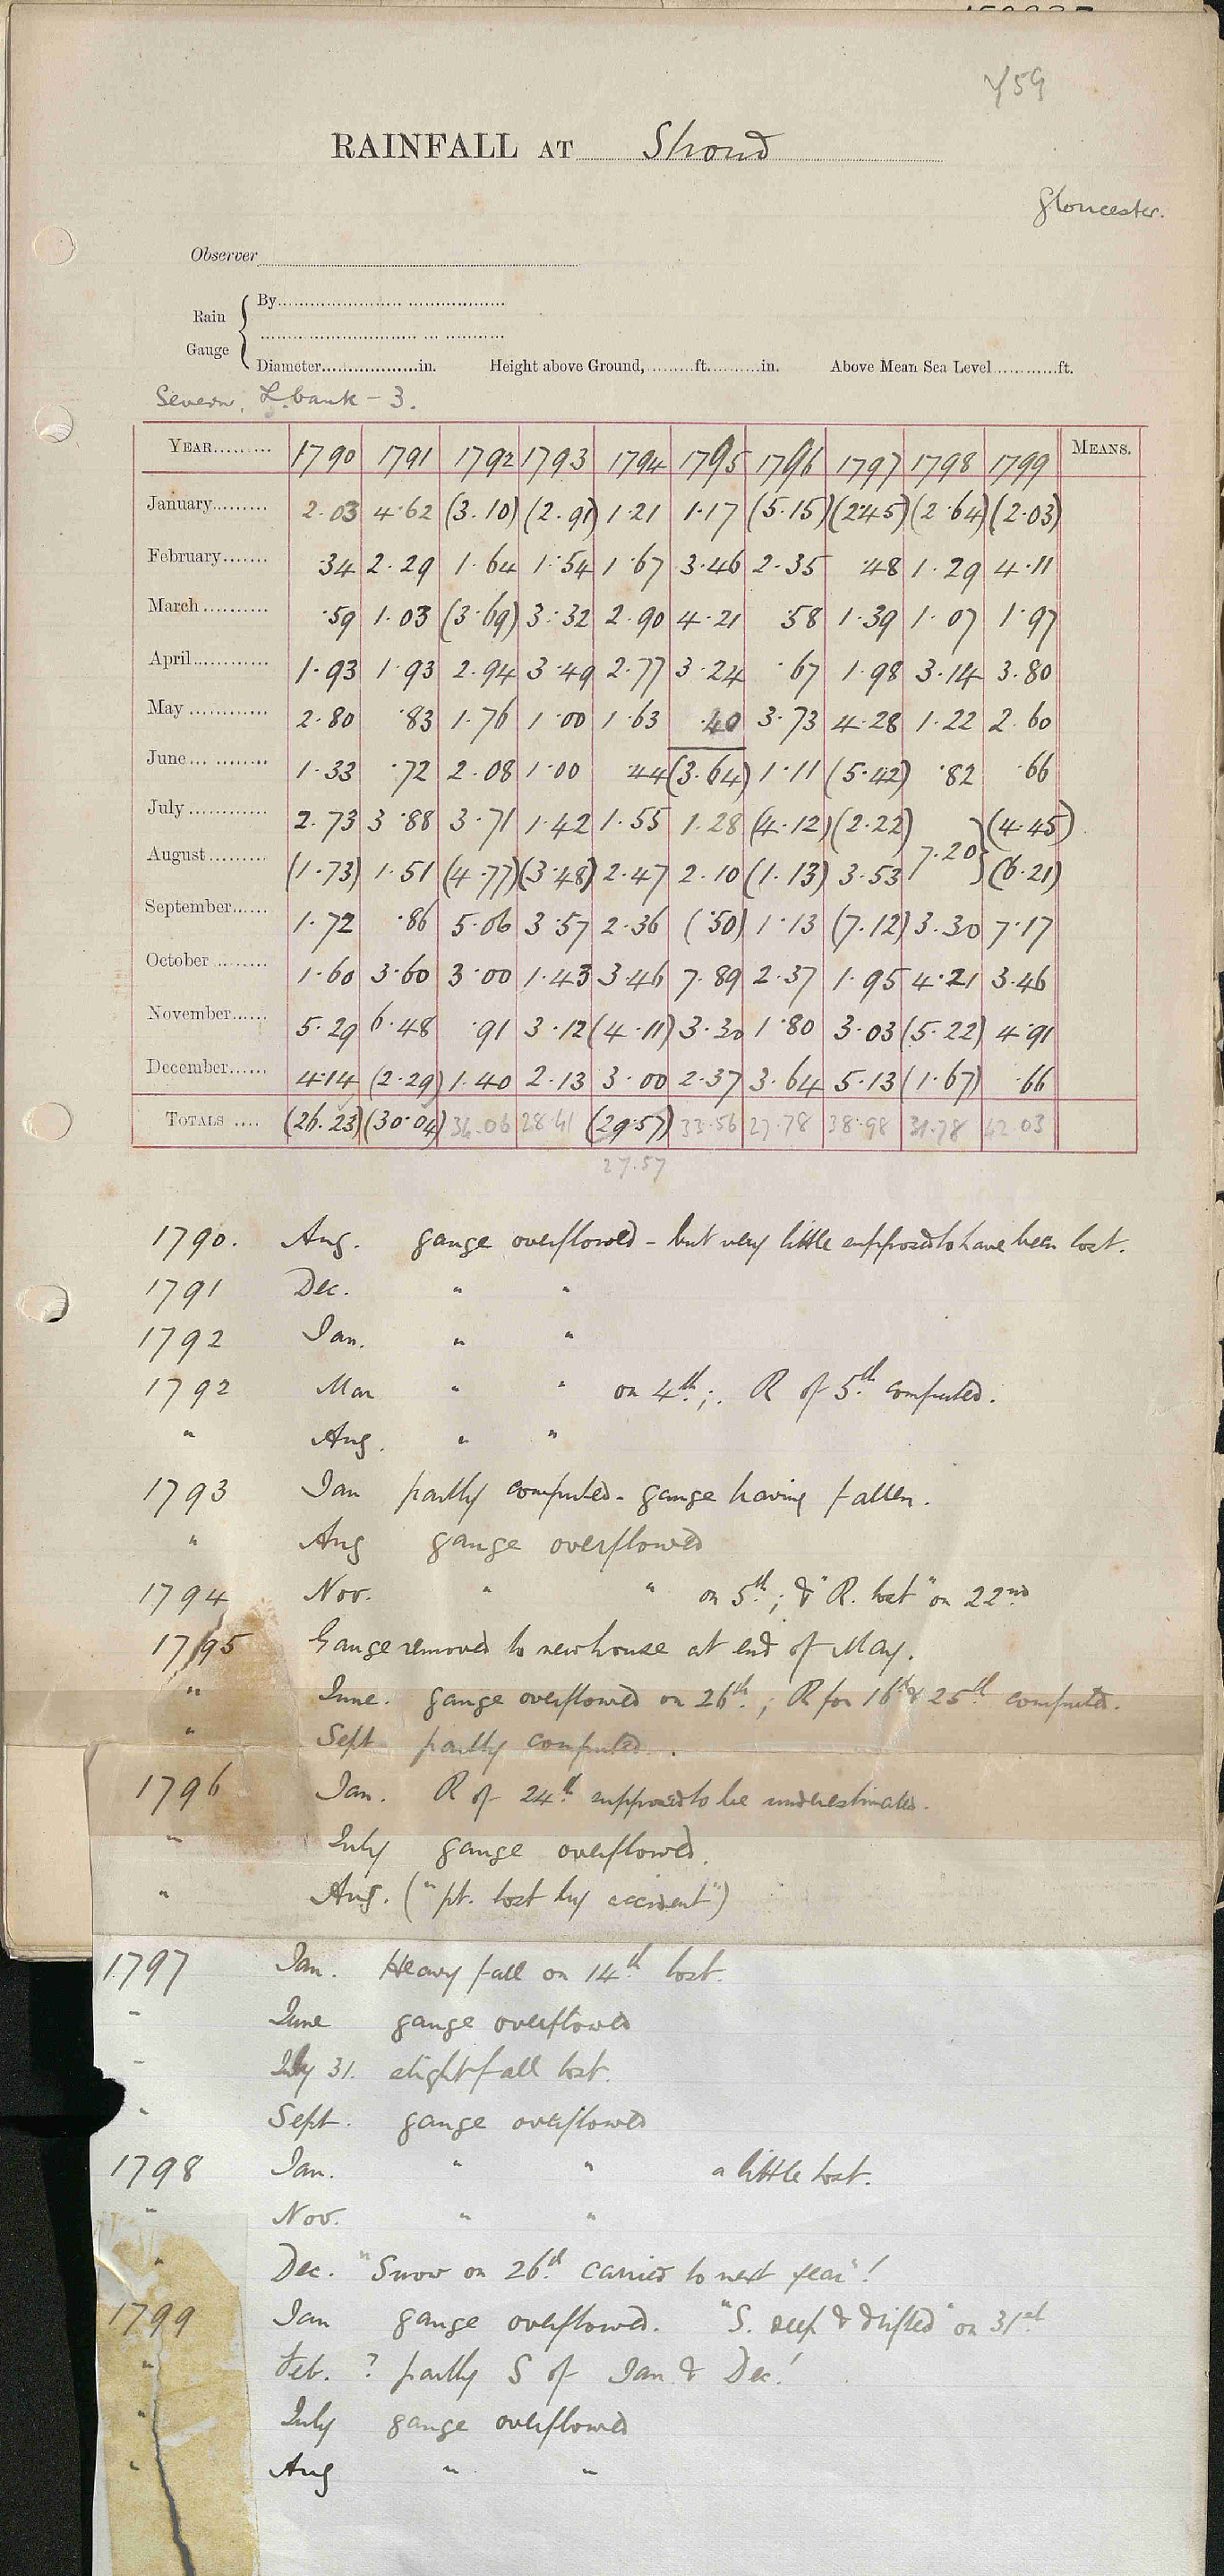 Y59
RAINFALL AT Stroud
Gloucester.
Observer
Rain Gauge { By
Diameter in. Height above Ground, ft. in. Above Mean Sea Level ft.
Severn, L. bank - 3.
YEAR 1790 1791 1792 1793 1794 1795 1796 1797 1798 1799 MEANS.
January 2.03 4.62 (3.10) (2.91) 1.21 1.17 (5.15) (2.45) (2.64) (2.03)
February .34 2.29 1.64 1.54 1.67 3.46 2.35 .48 1.29 4.11
March .59 1.03 (3.69) 3.32 2.90 4.21 .58 1.39 1.07 1.97
April 1.93 1.93 2.94 3.49 2.77 3.24 .67 1.98 3.14 3.80
May 2.80 .83 1.76 1.00 1.63 .40 3.73 4.28 1.22 2.60
June 1.33 .72 2.08 1.00 .44 (3.64) 1.11 (5.42) .82 .66
July 2.73 3.88 3.71 1.42 1.55 1.28 (4.12) (2.22) } (4.45)
August (1.73) 1.51 (4.77) (3.48) 2.47 2.10 (1.13) 3.53 7.20 } (6.21)
September 1.72 .86 5.06 3.57 2.36 (.50) 1.13 (7.12) 3.30 7.17
October 1.60 3.60 3.00 1.43 3.46 7.89 2.37 1.95 4.21 3.46
November 5.29 6.48 .91 3.12 (4.11) 3.30 1.80 3.03 (5.22) 4.91
December 4.14 (2.29) 1.40 2.13 3.00 2.37 3.64 5.13 (1.67) .66
TOTALS (26.23) (30.04) 34.06 28.41 (29.57) 33.56 27.78 38.98 31.78 42.03
27.57
1790. Aug. gauge overflowed - but very little supposed to have been lost.
1791 Dec. " "
1792 Jan. " "
1792 Mar " " on 4th; . R of 5th computed.
" Aug. " "
1793 Jan partly computed - gauge having fallen.
" Aug gauge overflowed
1794 Nov. " " on 5th; & "R. lost" on 22nd
1795 Gauge removed to new house at end of May.
" June. gauge overflowed on 26th; R for 16th & 25th computed.
" Sept partly computed.
1796 Jan. R of 24th supposed to be underestimated.
" July gauge overflowed.
" Aug. ("pt. lost by accident")
1797 Jan. Heavy fall on 14th lost.
" June gauge overflowed
" July 31. slight fall lost.
" Sept. gauge overflowed
1798 Jan. " " a little lost.
" Nov. " "
" Dec. "Snow on 26th carried to next year"!
1799 Jan gauge overflowed. "S. deep & drifted" on 31st
" Feb. ? partly S of Jan & Dec!
" July gauge overflowed
" Aug " "